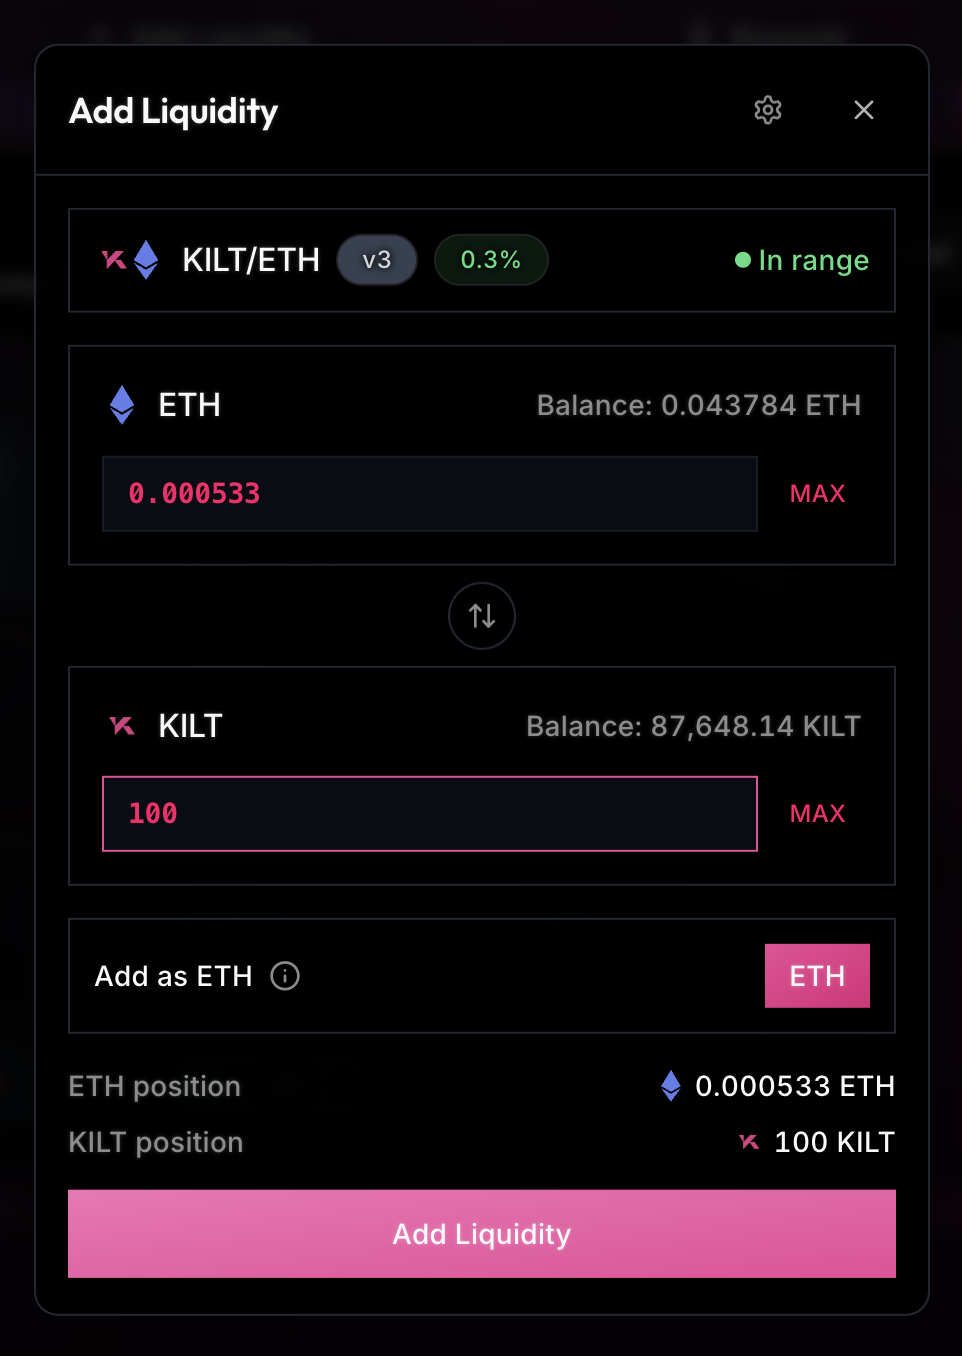 Add Liquidity
KILT/ETH v3 0.3% In range
ETH Balance: 0.043784 ETH
0.000533 MAX
KILT Balance: 87,648.14 KILT
100 MAX
Add as ETH ETH
ETH position 0.000533 ETH
KILT position 100 KILT
Add Liquidity